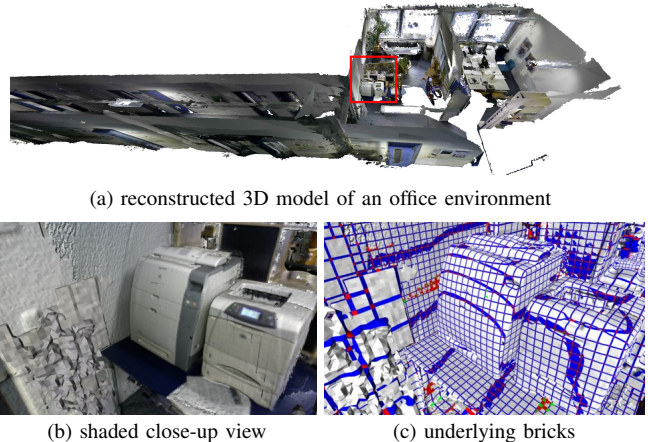 (a) reconstructed 3D model of an office environment
(b) shaded close-up view
(c) underlying bricks